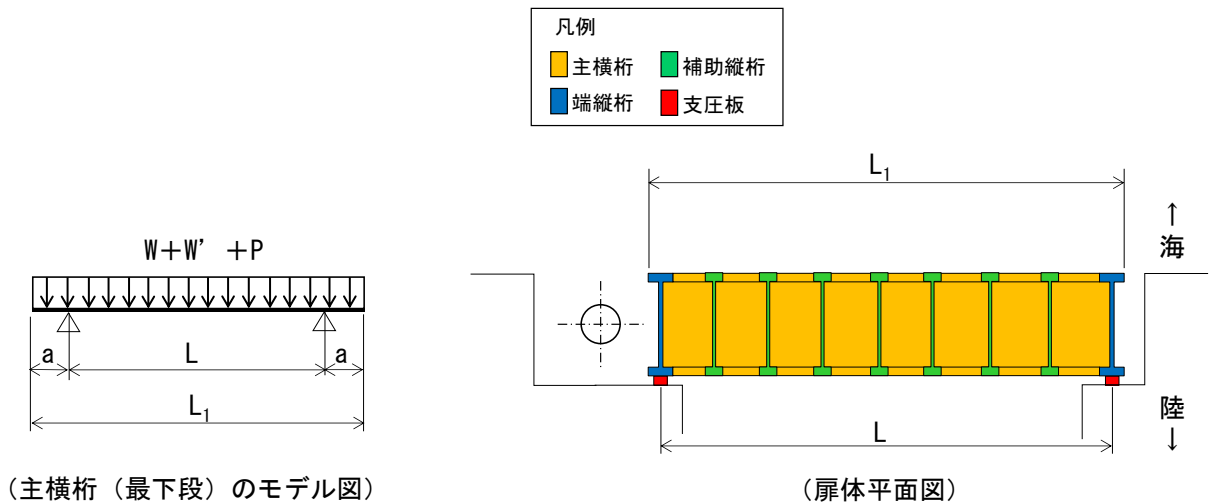 凡例
主横桁 補助縦桁
端縦桁 支圧板
W+W’+P
a L a
L₁
(主横桁(最下段)のモデル図)
L₁
↑
海
陸
↓
L
(扉体平面図)